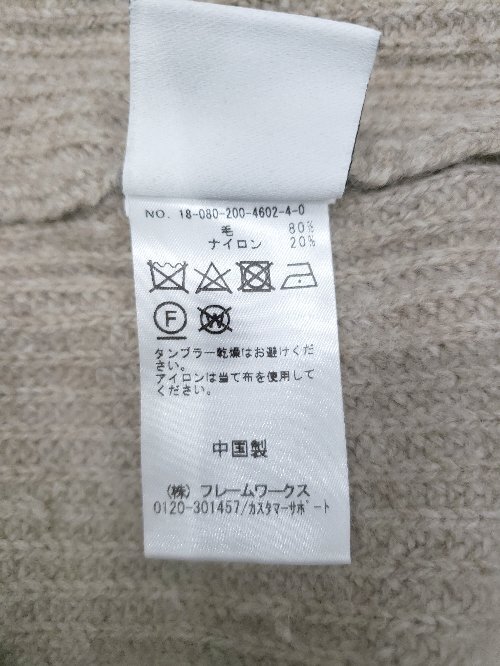 NO. 18-080-200-4602-4-0
毛 80%
ナイロン 20%
F W
タンブラー乾燥はお避けくだ
さい。
アイロンは当て布を使用して
ください。
中国製
(株) フレームワークス
0120-301457/カスタマーサポート